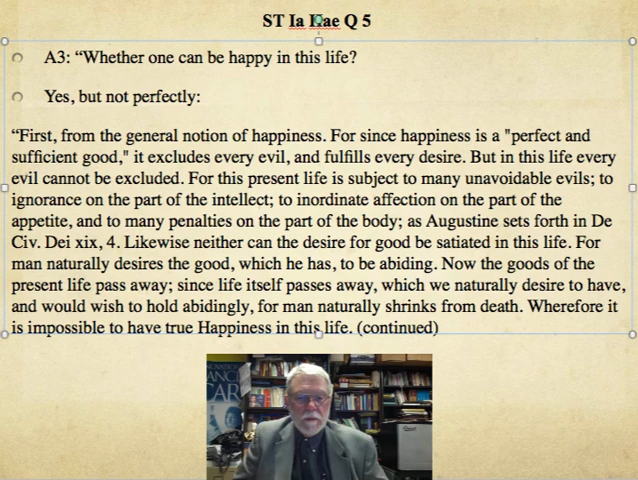 ST Ia IIae Q 5
A3: “Whether one can be happy in this life?
Yes, but not perfectly:
“First, from the general notion of happiness. For since happiness is a "perfect and
sufficient good," it excludes every evil, and fulfills every desire. But in this life every
evil cannot be excluded. For this present life is subject to many unavoidable evils; to
ignorance on the part of the intellect; to inordinate affection on the part of the
appetite, and to many penalties on the part of the body; as Augustine sets forth in De
Civ. Dei xix, 4. Likewise neither can the desire for good be satiated in this life. For
man naturally desires the good, which he has, to be abiding. Now the goods of the
present life pass away; since life itself passes away, which we naturally desire to have,
and would wish to hold abidingly, for man naturally shrinks from death. Wherefore it
is impossible to have true Happiness in this life. (continued)